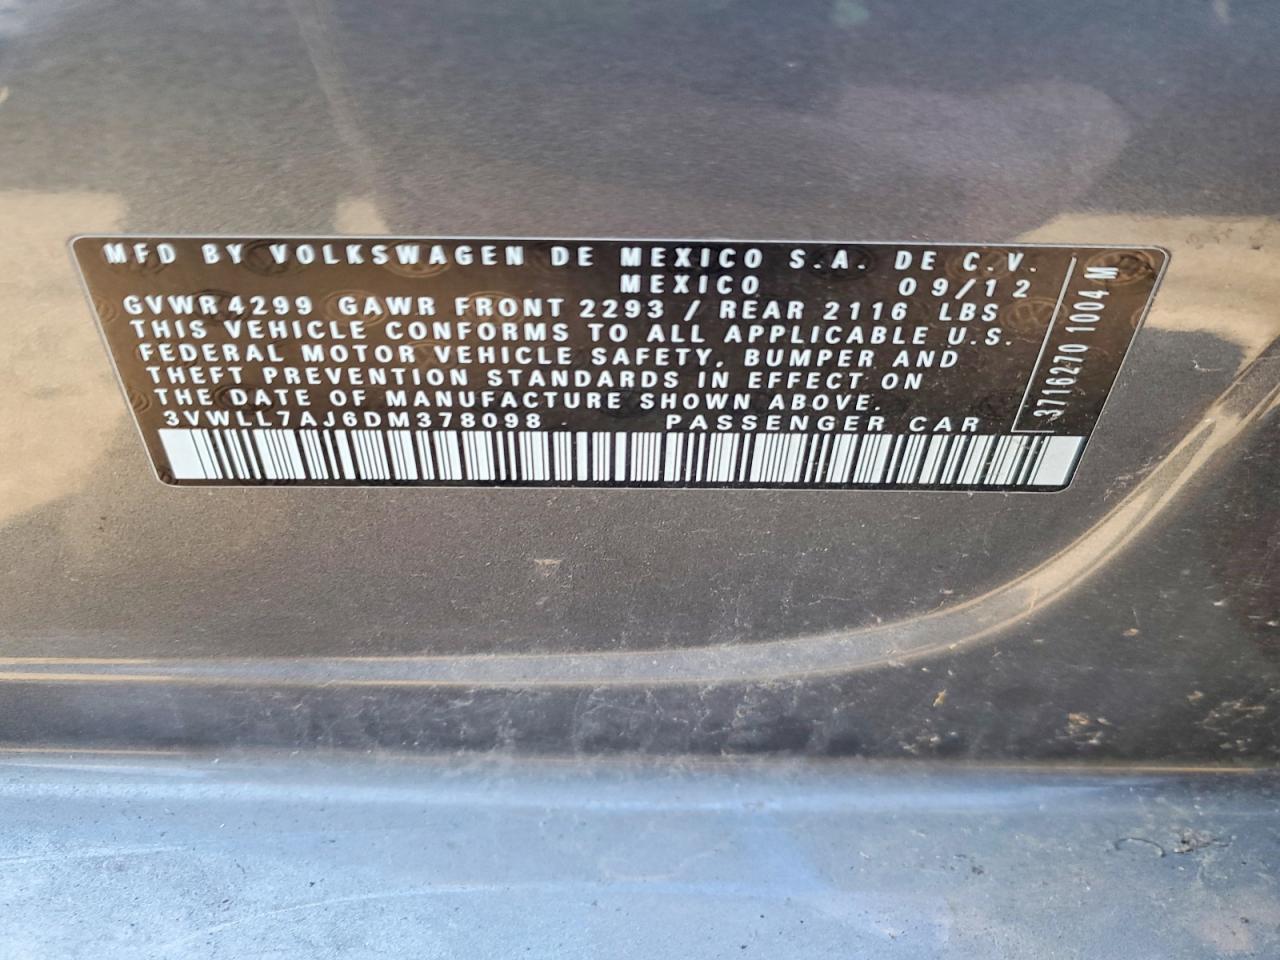 MFD BY VOLKSWAGEN DE MEXICO S.A. DE C.V.
MEXICO 09/12
GVWR 4299 GAWR FRONT 2293 / REAR 2116 LBS
THIS VEHICLE CONFORMS TO ALL APPLICABLE U.S.
FEDERAL MOTOR VEHICLE SAFETY, BUMPER AND
THEFT PREVENTION STANDARDS IN EFFECT ON
THE DATE OF MANUFACTURE SHOWN ABOVE.
3VWLL7AJ6DM378098 PASSENGER CAR
3716270 1004 M